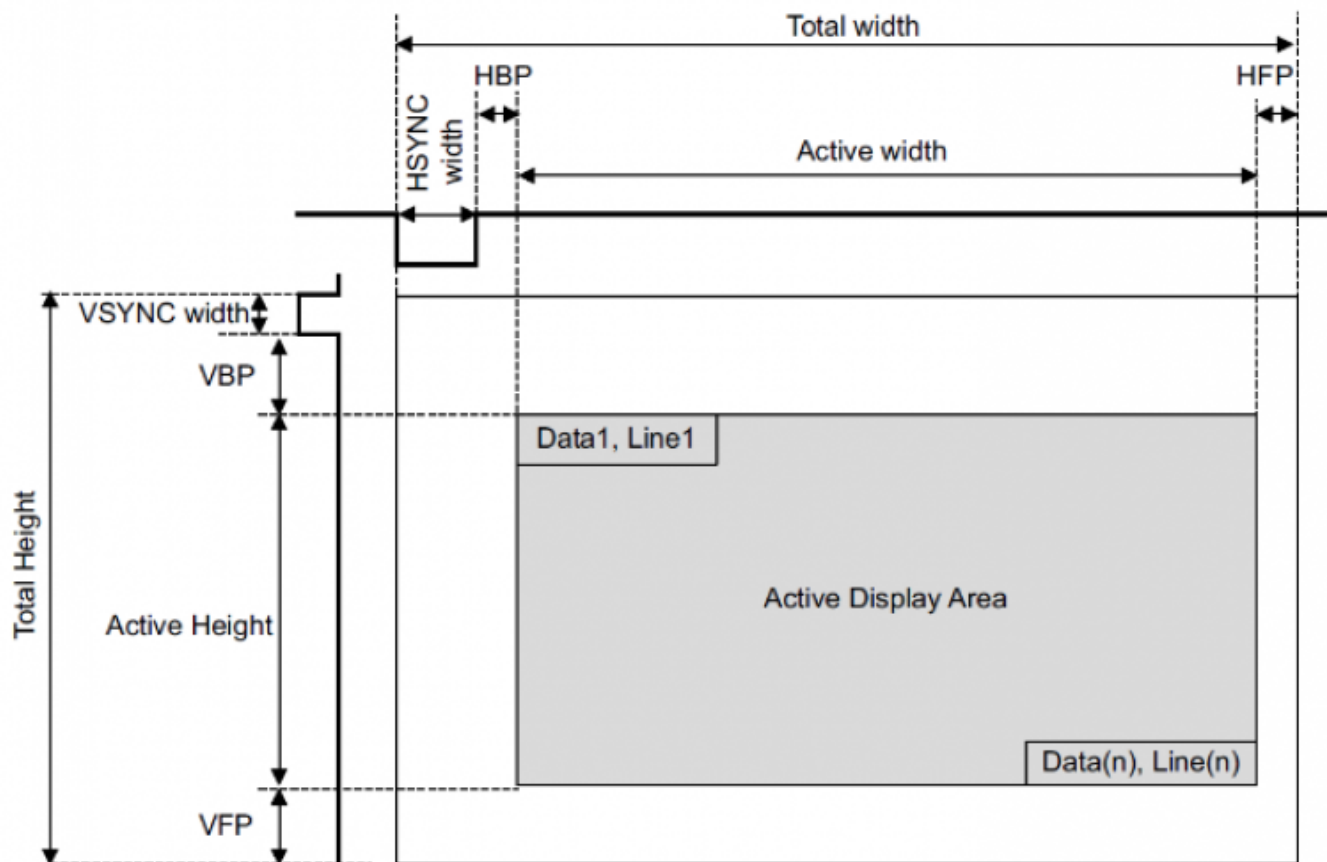 Total width
HBP
HFP
HSYNC
width
Active width
VSYNC width
VBP
Data1, Line1
Total Height
Active Display Area
Active Height
Data(n), Line(n)
VFP